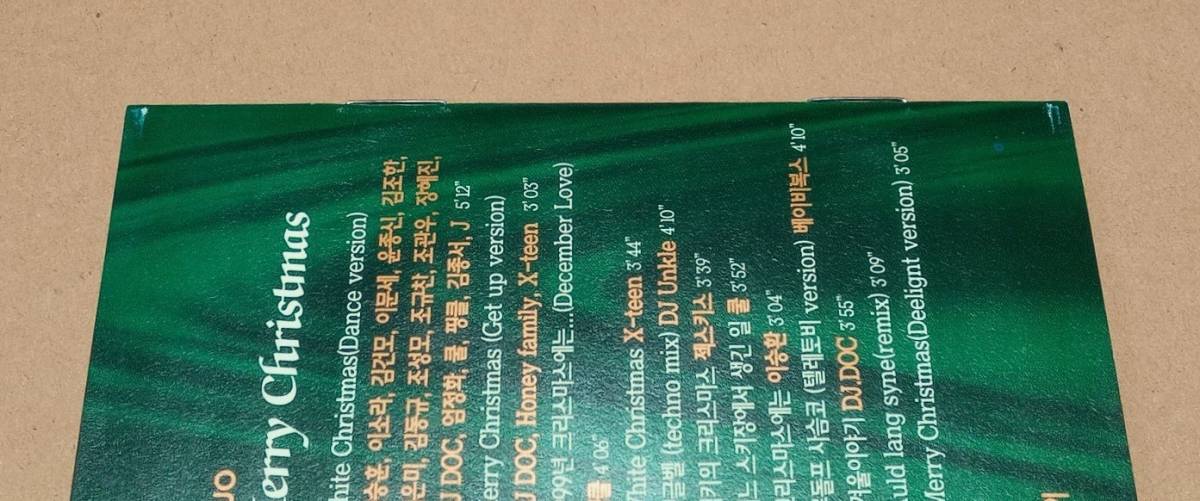 uo
erry Christmas
hite Christmas(Dance version)
승훈, 이소라, 김건모, 이문세, 윤종신, 김조한,
은미, 김동규, 조성모, 조규찬, 조관우, 장혜진,
J DOC, 엄정화, 쿨, 핑클, 김종서, J 5'12"
erry Christmas (Get up version)
J DOC, Honey family, X-teen 3'03"
99년 크리스마스에는...(December Love)
쿨 4'06"
hite Christmas X-teen 3'44"
글벨 (techno mix) DJ Unkle 4'10"
키의 크리스마스 젝스키스 3'39"
느 스키장에서 생긴 일 쿨 3'52"
리스마스에는 이승환 3'04"
돌프 사슴코 (텔레토비 version) 베이비복스 4'10"
겨울이야기 DJ.DOC 3'55"
uld lang syne(remix) 3'09"
Merry Christmas(Deelignt version) 3'05"